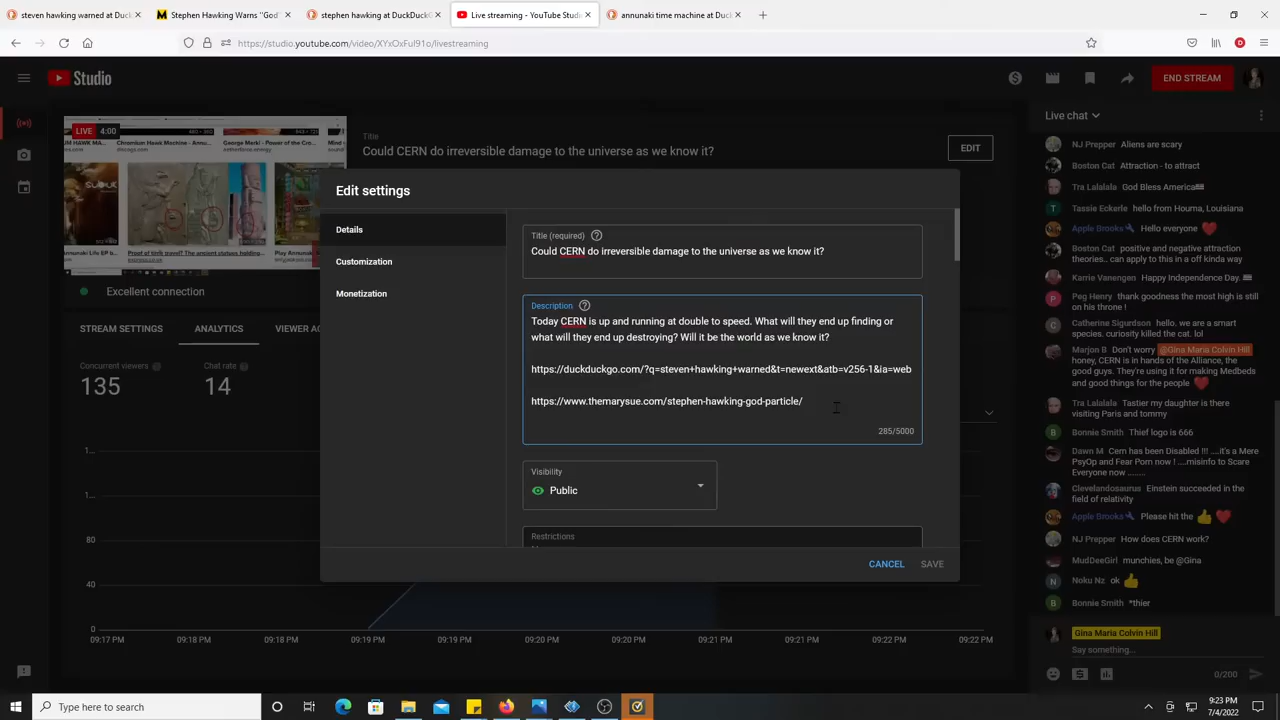 steven hawking warned at Duck
Stephen Hawking Warns "God'
stephen hawking at DuckDuckG
Live streaming - YouTube Studio
annunaki time machine at Duck
https://studio.youtube.com/video/XYxOxFuI91o/livestreaming
Studio
END STREAM
LIVE 4:00
Title
Could CERN do irreversible damage to the universe as we know it?
EDIT
Excellent connection
STREAM SETTINGS
ANALYTICS
VIEWER AC
Concurrent viewers
135
Chat rate
14
1...
1...
80
40
0
09:17 PM
09:18 PM
09:18 PM
09:19 PM
09:19 PM
09:20 PM
09:20 PM
09:21 PM
09:21 PM
09:22 PM
09:22 PM
Edit settings
Details
Customization
Monetization
Title (required)
Could CERN do irreversible damage to the universe as we know it?
Description
Today CERN is up and running at double to speed. What will they end up finding or
what will they end up destroying? Will it be the world as we know it?
https://duckduckgo.com/?q=steven+hawking+warned&t=newext&atb=v256-1&ia=web
https://www.themarysue.com/stephen-hawking-god-particle/
285/5000
Visibility
Public
Restrictions
CANCEL
SAVE
Live chat
NJ Prepper Aliens are scary
Boston Cat Attraction - to attract
Tra Lalalala God Bless America
Tassie Eckerle hello from Houma, Louisiana
Apple Brooks Hello everyone
Boston Cat positive and negative attraction
theories.. can apply to this in a off kinda way
Karrie Vanengen Happy Independence Day.
Peg Henry thank goodness the most high is still
on his throne !
Catherine Sigurdson hello. we are a smart
species. curiosity killed the cat. lol
Marjon B Don't worry @Gina Maria Colvin Hill
honey, CERN is in hands of the Alliance, the
good guys. They're using it for making Medbeds
and good things for the people
Tra Lalalala Tastier my daughter is there
visiting Paris and tommy
Bonnie Smith Thief logo is 666
Dawn M Cern has been Disabled !!! ....it's a Mere
PsyOp and Fear Porn now ! ....misinfo to Scare
Everyone now ........
Clevelandosaurus Einstein succeeded in the
field of relativity
Apple Brooks Please hit the
NJ Prepper How does CERN work?
MudDeeGirl munchies, be @Gina
Noku Nz ok
Bonnie Smith *thier
Gina Maria Colvin Hill
Say something...
0/200
Type here to search
9:23 PM
7/4/2022